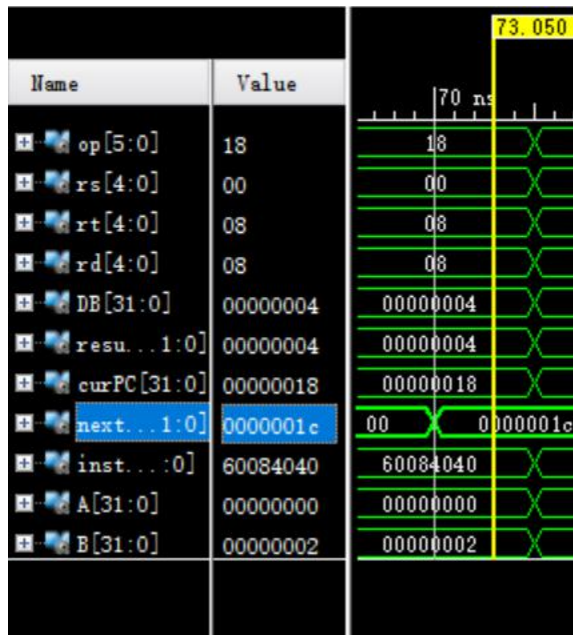 73.050
Name Value
70 ns
op[5:0] 18 18
rs[4:0] 00 00
rt[4:0] 08 08
rd[4:0] 08 08
DB[31:0] 00000004 00000004
resu...1:0] 00000004 00000004
curPC[31:0] 00000018 00000018
next...1:0] 0000001c 00 0000001c
inst...:0] 60084040 60084040
A[31:0] 00000000 00000000
B[31:0] 00000002 00000002